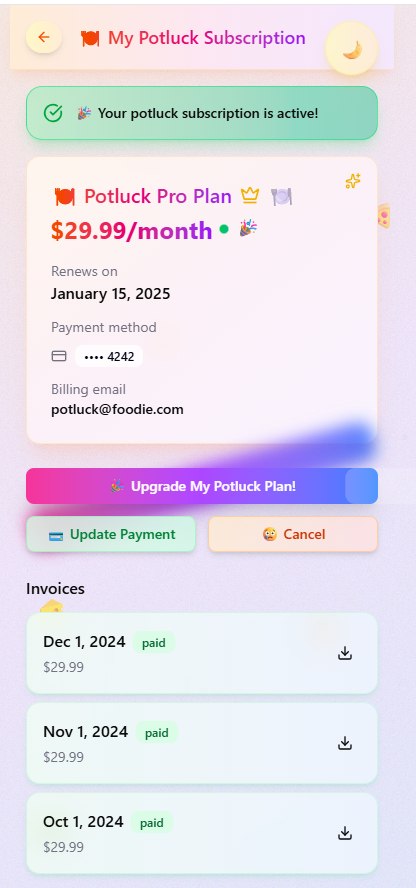 My Potluck Subscription
Your potluck subscription is active!
Potluck Pro Plan
$29.99/month
Renews on
January 15, 2025
Payment method
•••• 4242
Billing email
potluck@foodie.com
Upgrade My Potluck Plan!
Update Payment
Cancel
Invoices
Dec 1, 2024 paid
$29.99
Nov 1, 2024 paid
$29.99
Oct 1, 2024 paid
$29.99